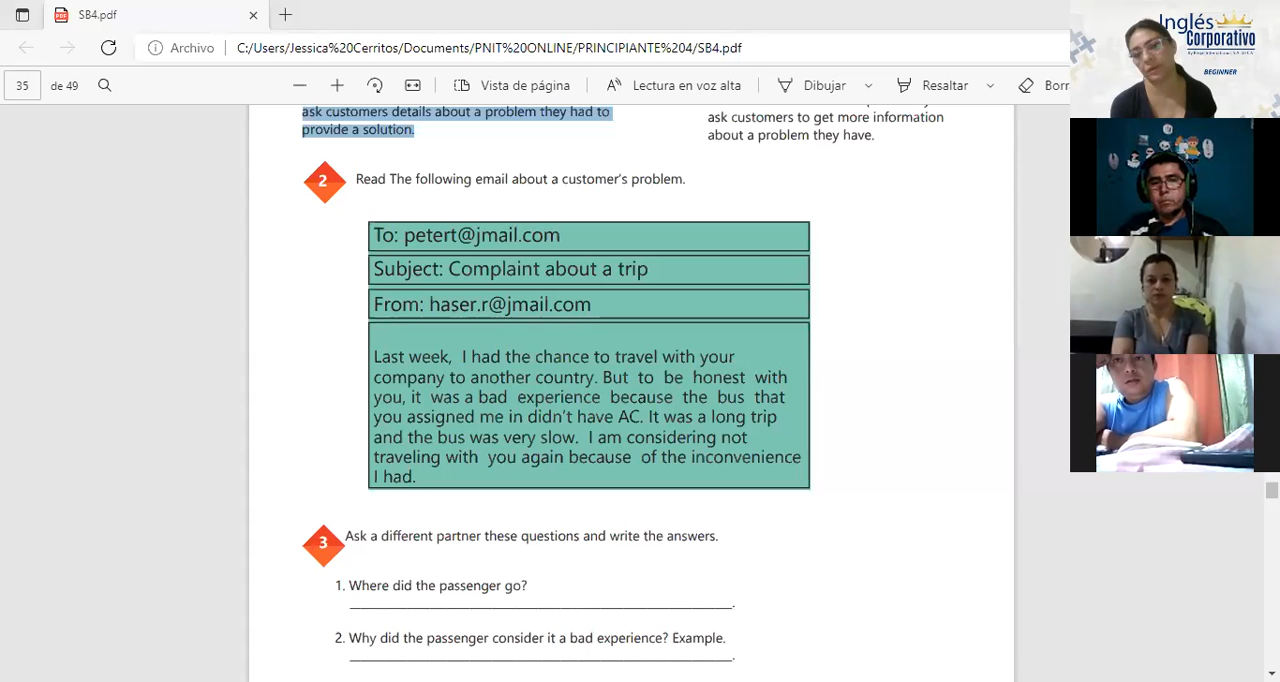 SB4.pdf
Archivo
C:/Users/Jessica%20Cerritos/Documents/PNIT%20ONLINE/PRINCIPIANTE%204/SB4.pdf
35 de 49
Vista de página
Lectura en voz alta
Dibujar
Resaltar
Borr
Inglés
Corporativo
BEGINNER
ask customers details about a problem they had to
provide a solution.
ask customers to get more information
about a problem they have.
2 Read The following email about a customer's problem.
To: petert@jmail.com
Subject: Complaint about a trip
From: haser.r@jmail.com
Last week, I had the chance to travel with your
company to another country. But to be honest with
you, it was a bad experience because the bus that
you assigned me in didn't have AC. It was a long trip
and the bus was very slow. I am considering not
traveling with you again because of the inconvenience
I had.
3 Ask a different partner these questions and write the answers.
1. Where did the passenger go?
2. Why did the passenger consider it a bad experience? Example.